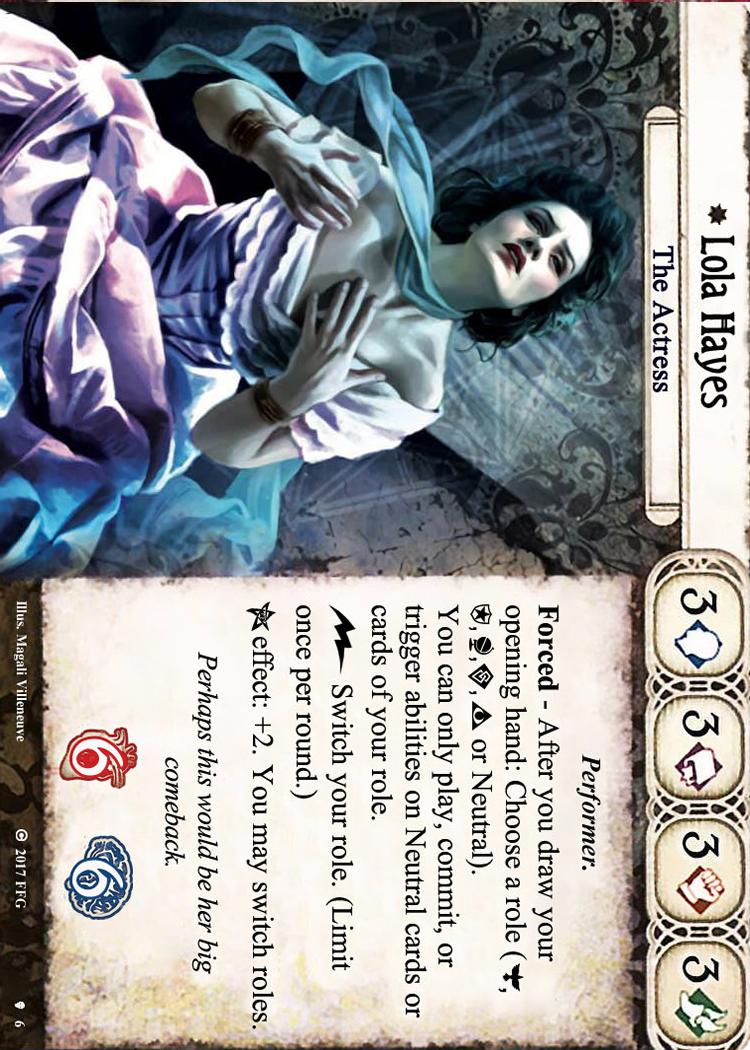 Lola Hayes
The Actress
3 3 3 3
Performer.
Forced - After you draw your
opening hand: Choose a role ( ,
, , , or Neutral).
You can only play, commit, or
trigger abilities on Neutral cards or
cards of your role.
Switch your role. (Limit
once per round.)
effect: +2. You may switch roles.
Perhaps this would be her big
comeback.
6 6
Illus. Magali Villeneuve
© 2017 FFG
6